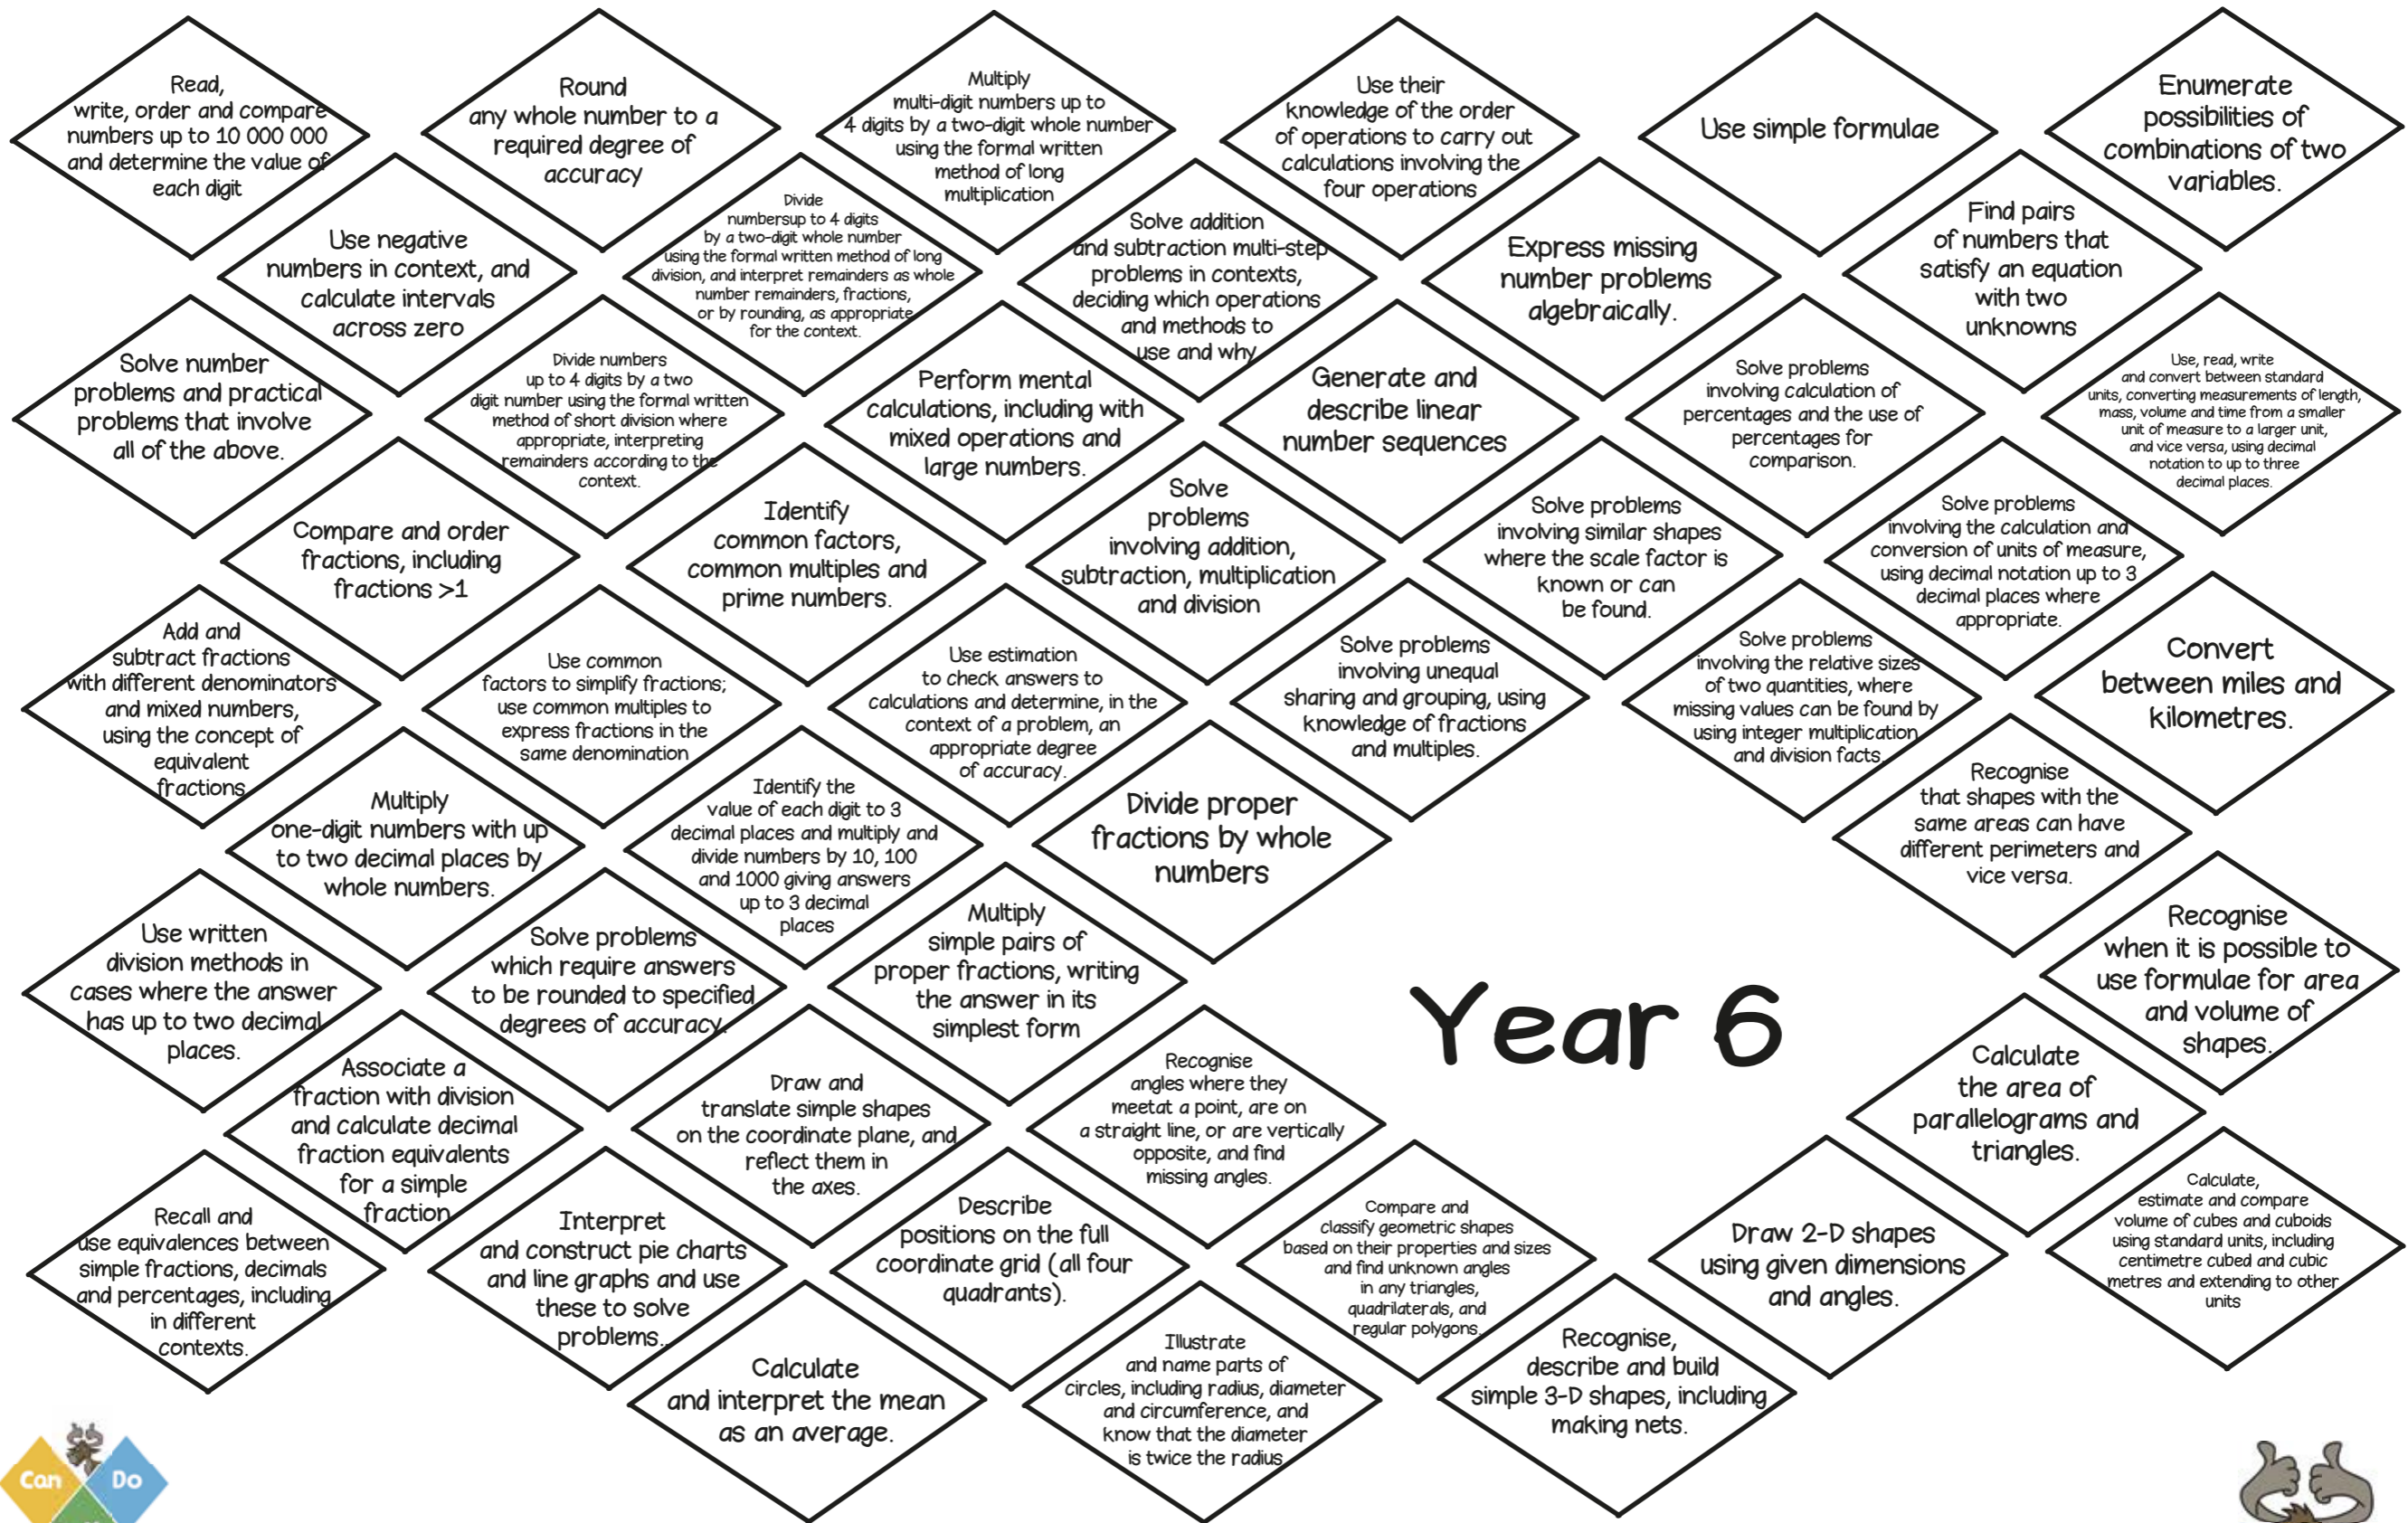 Read,
write, order and compare
numbers up to 10 000 000
and determine the value of
each digit
Round
any whole number to a
required degree of
accuracy
Multiply
multi-digit numbers up to
4 digits by a two-digit whole number
using the formal written
method of long
multiplication
Use their
knowledge of the order
of operations to carry out
calculations involving the
four operations
Use simple formulae
Enumerate
possibilities of
combinations of two
variables.
Use negative
numbers in context, and
calculate intervals
across zero
Divide
numbersup to 4 digits
by a two-digit whole number
using the formal written method of long
division, and interpret remainders as whole
number remainders, fractions,
or by rounding, as appropriate
for the context.
Solve addition
and subtraction multi-step
problems in contexts,
deciding which operations
and methods to
use and why
Express missing
number problems
algebraically.
Find pairs
of numbers that
satisfy an equation
with two
unknowns
Solve number
problems and practical
problems that involve
all of the above.
Divide numbers
up to 4 digits by a two
digit number using the formal written
method of short division where
appropriate, interpreting
remainders according to the
context.
Perform mental
calculations, including with
mixed operations and
large numbers.
Generate and
describe linear
number sequences
Solve problems
involving calculation of
percentages and the use of
percentages for
comparison.
Use, read, write
and convert between standard
units, converting measurements of length,
mass, volume and time from a smaller
unit of measure to a larger unit,
and vice versa, using decimal
notation to up to three
decimal places.
Compare and order
fractions, including
fractions >1
Identify
common factors,
common multiples and
prime numbers.
Solve
problems
involving addition,
subtraction, multiplication
and division
Solve problems
involving similar shapes
where the scale factor is
known or can
be found.
Solve problems
involving the calculation and
conversion of units of measure,
using decimal notation up to 3
decimal places where
appropriate.
Add and
subtract fractions
with different denominators
and mixed numbers,
using the concept of
equivalent
fractions
Use common
factors to simplify fractions;
use common multiples to
express fractions in the
same denomination
Use estimation
to check answers to
calculations and determine, in the
context of a problem, an
appropriate degree
of accuracy.
Solve problems
involving unequal
sharing and grouping, using
knowledge of fractions
and multiples.
Solve problems
involving the relative sizes
of two quantities, where
missing values can be found by
using integer multiplication
and division facts
Convert
between miles and
kilometres.
Multiply
one-digit numbers with up
to two decimal places by
whole numbers.
Identify the
value of each digit to 3
decimal places and multiply and
divide numbers by 10, 100
and 1000 giving answers
up to 3 decimal
places
Divide proper
fractions by whole
numbers
Recognise
that shapes with the
same areas can have
different perimeters and
vice versa.
Use written
division methods in
cases where the answer
has up to two decimal
places.
Solve problems
which require answers
to be rounded to specified
degrees of accuracy.
Multiply
simple pairs of
proper fractions, writing
the answer in its
simplest form
Year 6
Recognise
when it is possible to
use formulae for area
and volume of
shapes.
Associate a
fraction with division
and calculate decimal
fraction equivalents
for a simple
fraction
Draw and
translate simple shapes
on the coordinate plane, and
reflect them in
the axes.
Recognise
angles where they
meetat a point, are on
a straight line, or are vertically
opposite, and find
missing angles.
Calculate
the area of
parallelograms and
triangles.
Recall and
use equivalences between
simple fractions, decimals
and percentages, including
in different
contexts.
Interpret
and construct pie charts
and line graphs and use
these to solve
problems..
Describe
positions on the full
coordinate grid (all four
quadrants).
Compare and
classify geometric shapes
based on their properties and sizes
and find unknown angles
in any triangles,
quadrilaterals, and
regular polygons.
Draw 2-D shapes
using given dimensions
and angles.
Calculate,
estimate and compare
volume of cubes and cuboids
using standard units, including
centimetre cubed and cubic
metres and extending to other
units
Calculate
and interpret the mean
as an average.
Illustrate
and name parts of
circles, including radius, diameter
and circumference, and
know that the diameter
is twice the radius
Recognise,
describe and build
simple 3-D shapes, including
making nets.
Can Do